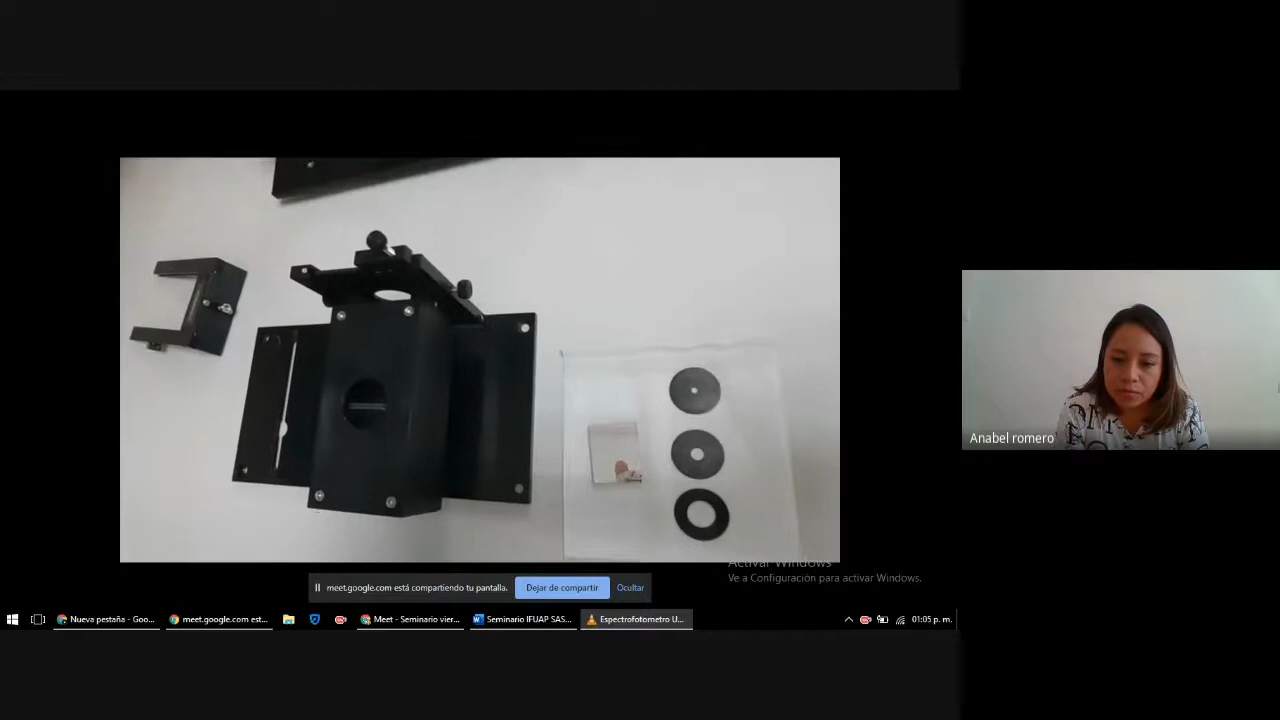 Anabel romero
Activar Windows
Ve a Configuración para activar Windows.
meet.google.com está compartiendo tu pantalla.
Dejar de compartir
Ocultar
Nueva pestaña - Goo...
meet.google.com est...
Meet - Seminario vier...
Seminario IFUAP SAS...
Espectrofotometro U...
01:05 p. m.